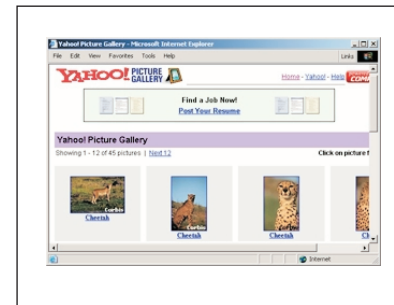 Yahoo! Picture Gallery - Microsoft Internet Explorer
File Edit View Favorites Tools Help Links
YAHOO! PICTURE GALLERY Home - Yahoo! - Help
Find a Job Now!
Post Your Resume
Yahoo! Picture Gallery
Showing 1 - 12 of 45 pictures | Next 12 Click on picture f
Corbis Corbis
Cheetah Cheetah Cheetah Ch
Internet